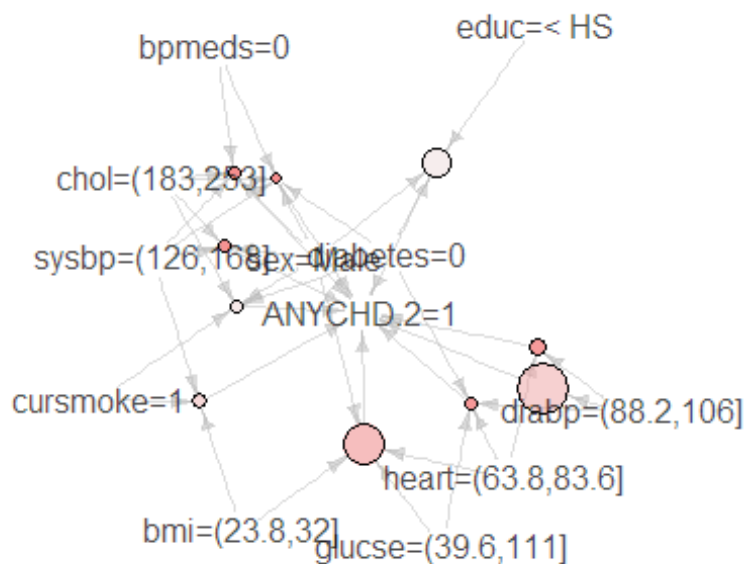 educ=< HS
bpmeds=0
chol=(183,253]
sysbp=(126,168]
sex=Male
diabetes=0
ANYCHD.2=1
cursmoke=1
diabp=(88.2,106]
heart=(63.8,83.6]
bmi=(23.8,32]
glucse=(39.6,111]